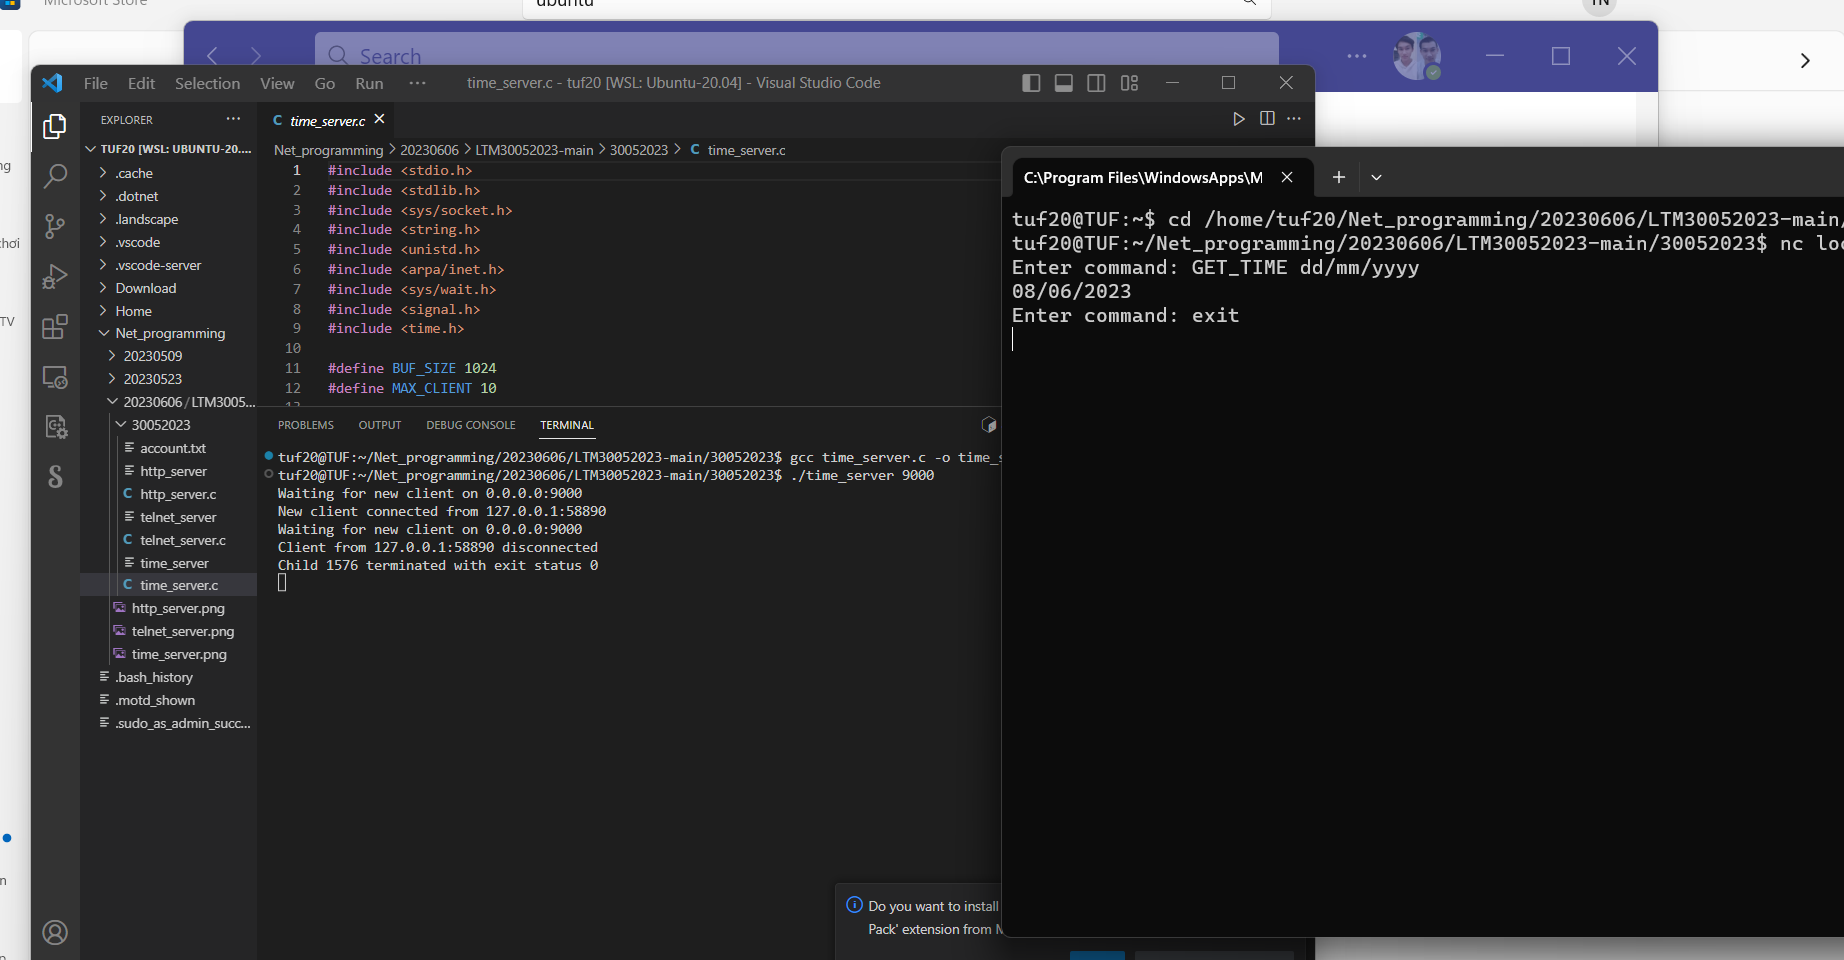 Microsoft Store
ubuntu
TN
Search
File Edit Selection View Go Run ···
time_server.c - tuf20 [WSL: Ubuntu-20.04] - Visual Studio Code
EXPLORER
TUF20 [WSL: UBUNTU-20....
.cache
.dotnet
.landscape
.vscode
.vscode-server
Download
Home
Net_programming
20230509
20230523
20230606/LTM3005...
30052023
account.txt
http_server
C http_server.c
telnet_server
C telnet_server.c
time_server
C time_server.c
http_server.png
telnet_server.png
time_server.png
.bash_history
.motd_shown
.sudo_as_admin_succ...
C time_server.c
Net_programming > 20230606 > LTM30052023-main > 30052023 > C time_server.c
1 #include <stdio.h>
2 #include <stdlib.h>
3 #include <sys/socket.h>
4 #include <string.h>
5 #include <unistd.h>
6 #include <arpa/inet.h>
7 #include <sys/wait.h>
8 #include <signal.h>
9 #include <time.h>
10
11 #define BUF_SIZE 1024
12 #define MAX_CLIENT 10
PROBLEMS OUTPUT DEBUG CONSOLE TERMINAL
tuf20@TUF:~/Net_programming/20230606/LTM30052023-main/30052023$ gcc time_server.c -o time_s
tuf20@TUF:~/Net_programming/20230606/LTM30052023-main/30052023$ ./time_server 9000
Waiting for new client on 0.0.0.0:9000
New client connected from 127.0.0.1:58890
Waiting for new client on 0.0.0.0:9000
Client from 127.0.0.1:58890 disconnected
Child 1576 terminated with exit status 0
Do you want to install
Pack' extension from M
C:\Program Files\WindowsApps\M
tuf20@TUF:~$ cd /home/tuf20/Net_programming/20230606/LTM30052023-main/
tuf20@TUF:~/Net_programming/20230606/LTM30052023-main/30052023$ nc loc
Enter command: GET_TIME dd/mm/yyyy
08/06/2023
Enter command: exit
ng
hơi
TV
n